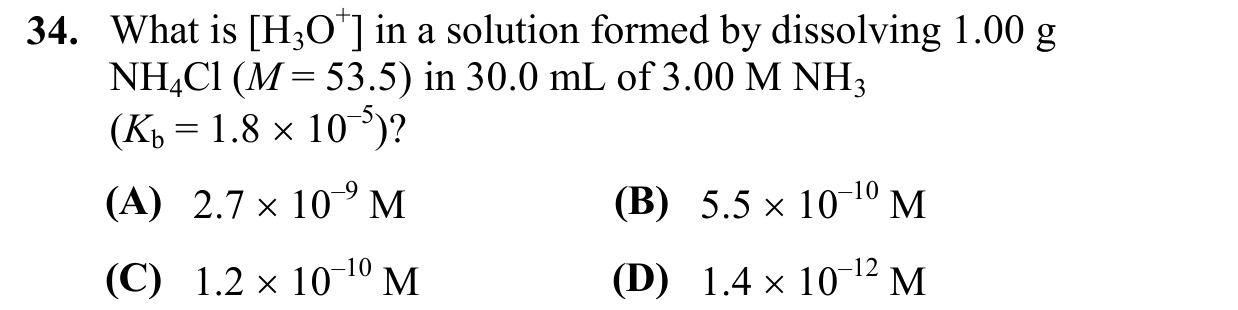 34. What is [H₃O⁺] in a solution formed by dissolving 1.00 g
NH₄Cl (M = 53.5) in 30.0 mL of 3.00 M NH₃
(K_b = 1.8 × 10⁻⁵)?
(A) 2.7 × 10⁻⁹ M (B) 5.5 × 10⁻¹⁰ M
(C) 1.2 × 10⁻¹⁰ M (D) 1.4 × 10⁻¹² M